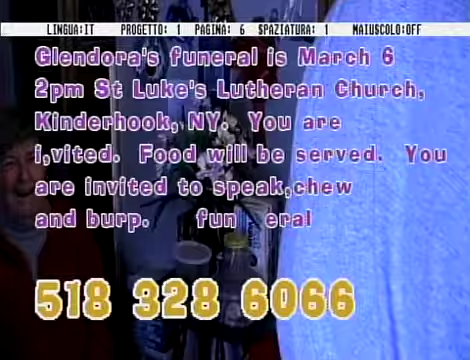 LINGUA:IT PROGETTO: 1 PAGINA: 6 SPAZIATURA: 1 MAIUSCOLO:OFF
Glendora's funeral is March 6
2pm St Luke's Lutheran Church,
Kinderhook, NY. You are
i,vited. Food will be served. You
are invited to speak,chew
and burp. fun eral
518 328 6066